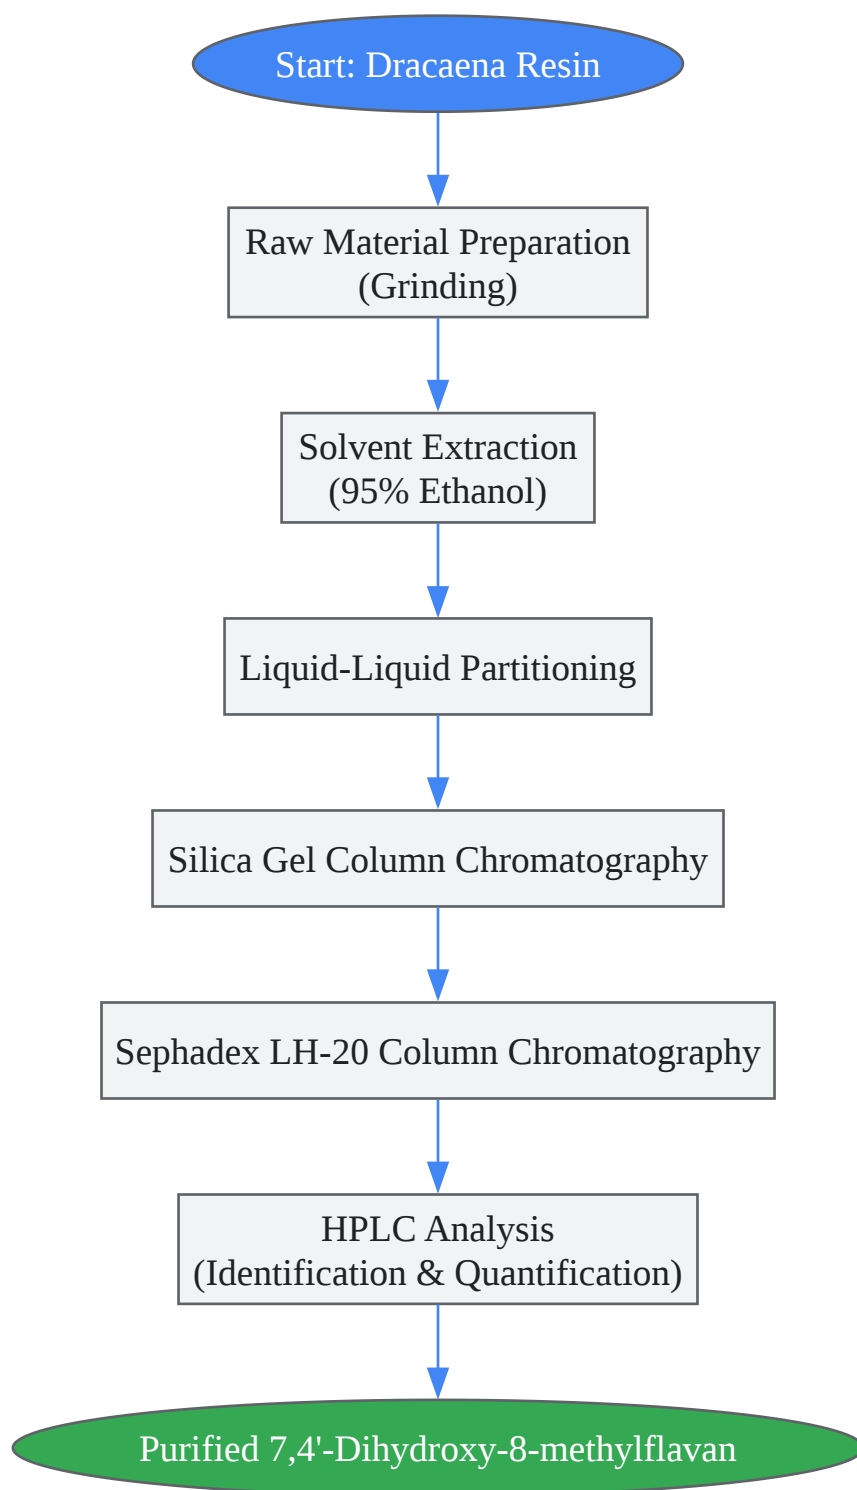 Start: Dracaena Resin
Raw Material Preparation
(Grinding)
Solvent Extraction
(95% Ethanol)
Liquid-Liquid Partitioning
Silica Gel Column Chromatography
Sephadex LH-20 Column Chromatography
HPLC Analysis
(Identification & Quantification)
Purified 7,4'-Dihydroxy-8-methylflavan